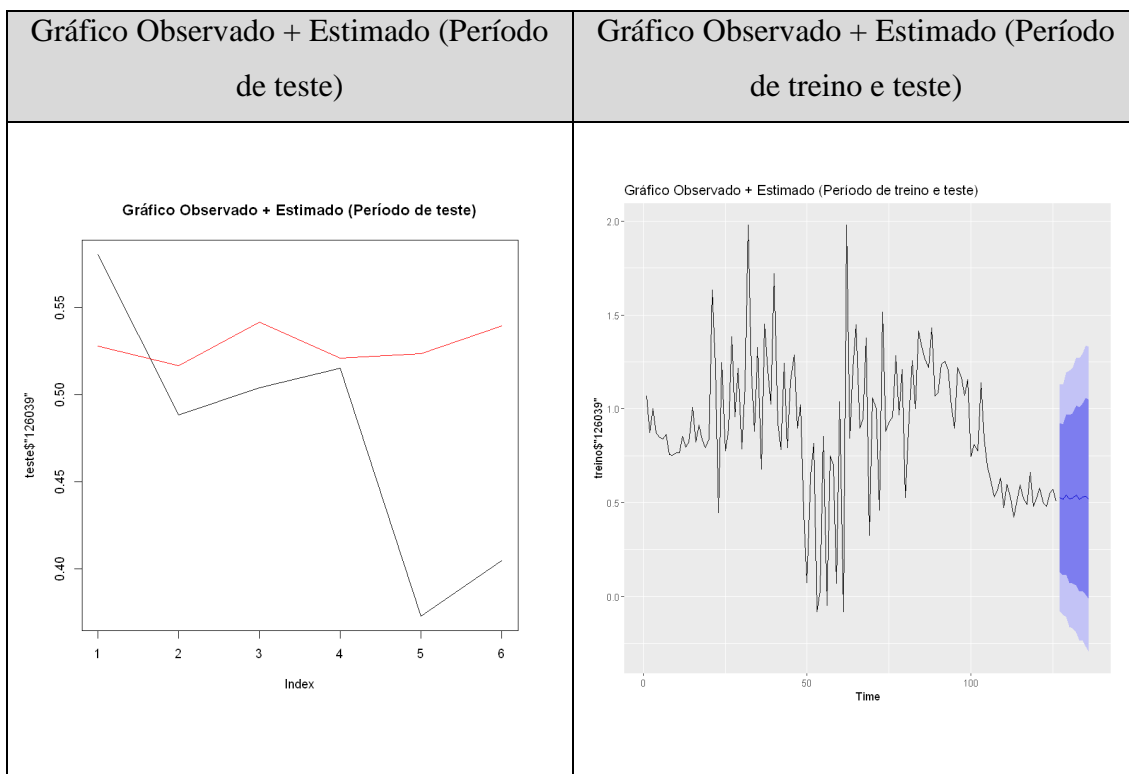 Gráfico Observado + Estimado (Período
de teste)
Gráfico Observado + Estimado (Período
de treino e teste)
Gráfico Observado + Estimado (Período de teste)
teste$"126039"
0.55
0.50
0.45
0.40
1 2 3 4 5 6
Index
Gráfico Observado + Estimado (Período de treino e teste)
treino$"126039"
2.0
1.5
1.0
0.5
0.0
0 50 100
Time